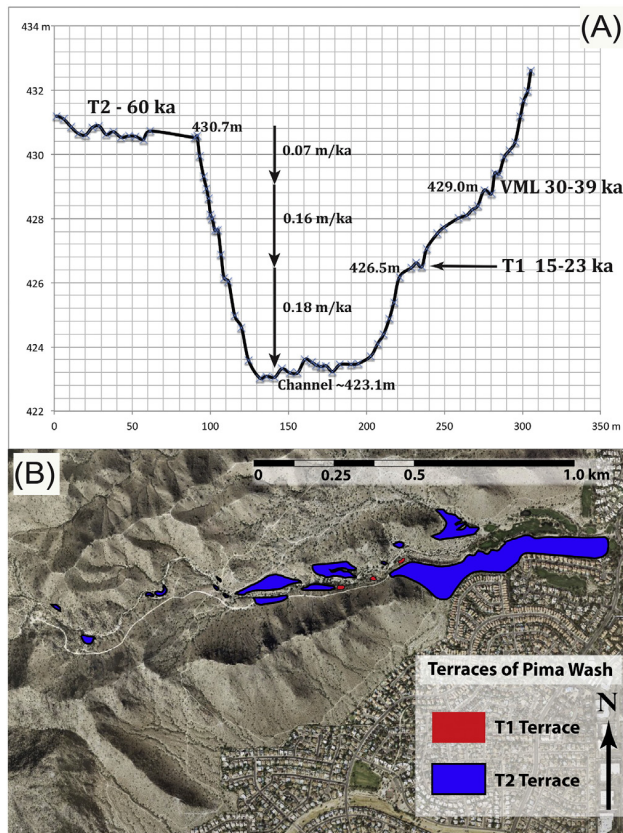 434 m
(A)
432
T2 - 60 ka
430.7m
430
0.07 m/ka
429.0m
VML 30-39 ka
428
0.16 m/ka
426.5m
T1 15-23 ka
426
0.18 m/ka
424
Channel ~423.1m
422
0 50 100 150 200 250 300 350 m
(B)
0 0.25 0.5 1.0 km
Terraces of Pima Wash
N
T1 Terrace
T2 Terrace